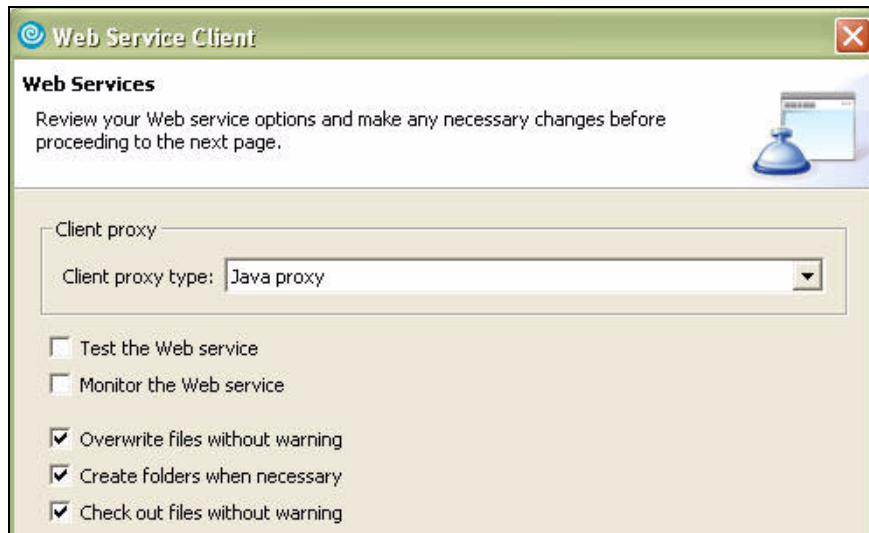 Web Service Client
Web Services
Review your Web service options and make any necessary changes before
proceeding to the next page.
Client proxy
Client proxy type: Java proxy
Test the Web service
Monitor the Web service
Overwrite files without warning
Create folders when necessary
Check out files without warning